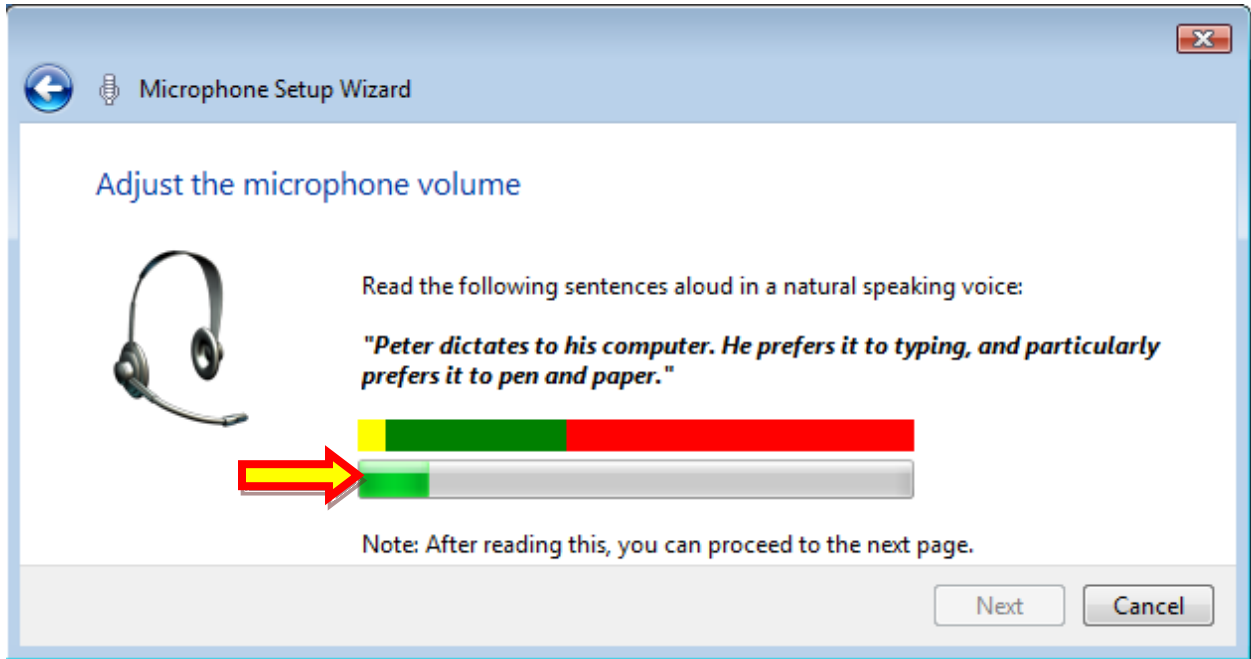 Microphone Setup Wizard
Adjust the microphone volume
Read the following sentences aloud in a natural speaking voice:
"Peter dictates to his computer. He prefers it to typing, and particularly
prefers it to pen and paper."
Note: After reading this, you can proceed to the next page.
Next Cancel